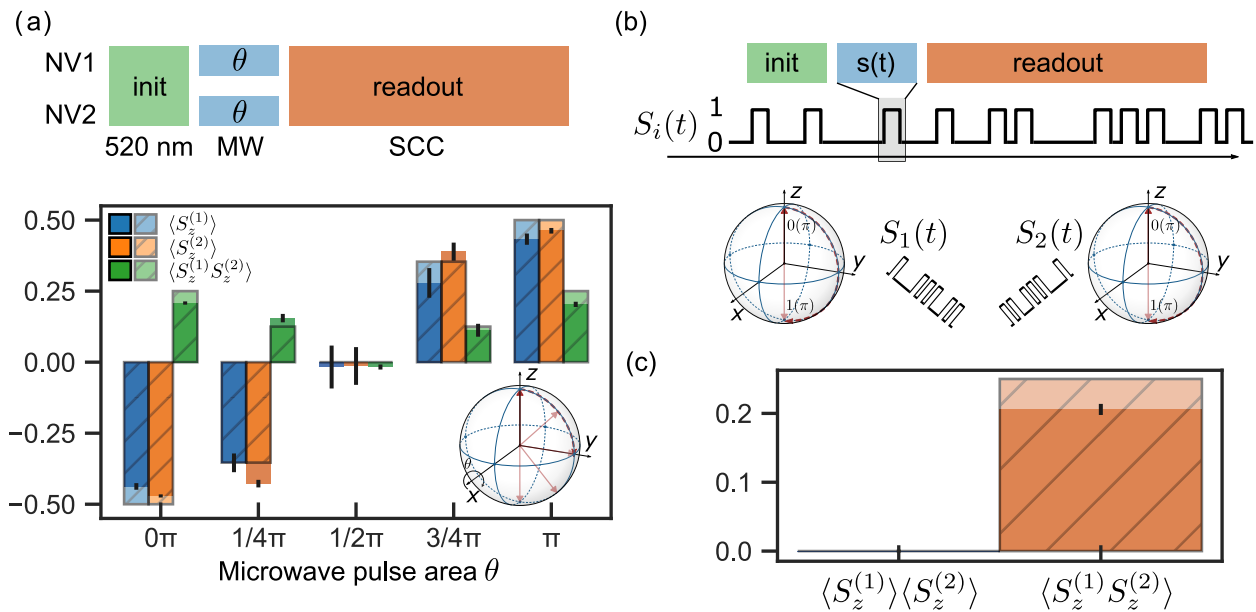 (a)
NV1
NV2
init
θ
θ
readout
520 nm
MW
SCC
0.50
0.25
0.00
−0.25
−0.50
⟨S_z^(1)⟩
⟨S_z^(2)⟩
⟨S_z^(1) S_z^(2)⟩
z
y
x
θ
0π
1/4π
1/2π
3/4π
π
Microwave pulse area θ
(b)
init
s(t)
readout
S_i(t)
1
0
z
0(π)
y
x
1(π)
S_1(t)
S_2(t)
z
0(π)
y
x
1(π)
(c)
0.2
0.1
0.0
⟨S_z^(1)⟩⟨S_z^(2)⟩
⟨S_z^(1) S_z^(2)⟩